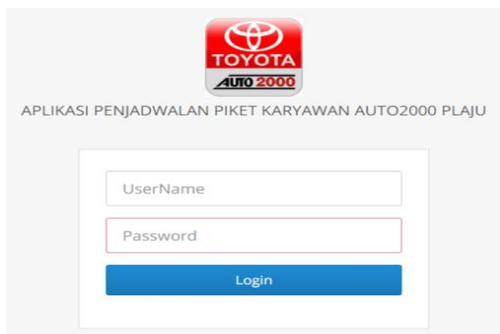 TOYOTA
AUTO 2000
APLIKASI PENJADWALAN PIKET KARYAWAN AUTO2000 PLAJU
UserName
Password
Login